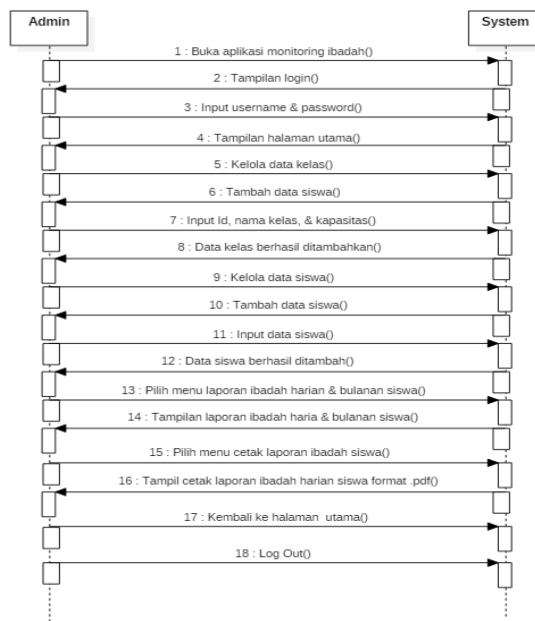 Admin
System
1 : Buka aplikasi monitoring ibadah()
2 : Tampilan login()
3 : Input username & password()
4 : Tampilan halaman utama()
5 : Kelola data kelas()
6 : Tambah data siswa()
7 : Input Id, nama kelas, & kapasitas()
8 : Data kelas berhasil ditambahkan()
9 : Kelola data siswa()
10 : Tambah data siswa()
11 : Input data siswa()
12 : Data siswa berhasil ditambah()
13 : Pilih menu laporan ibadah harian & bulanan siswa()
14 : Tampilan laporan ibadah haria & bulanan siswa()
15 : Pilih menu cetak laporan ibadah siswa()
16 : Tampil cetak laporan ibadah harian siswa format .pdf()
17 : Kembali ke halaman utama()
18 : Log Out()